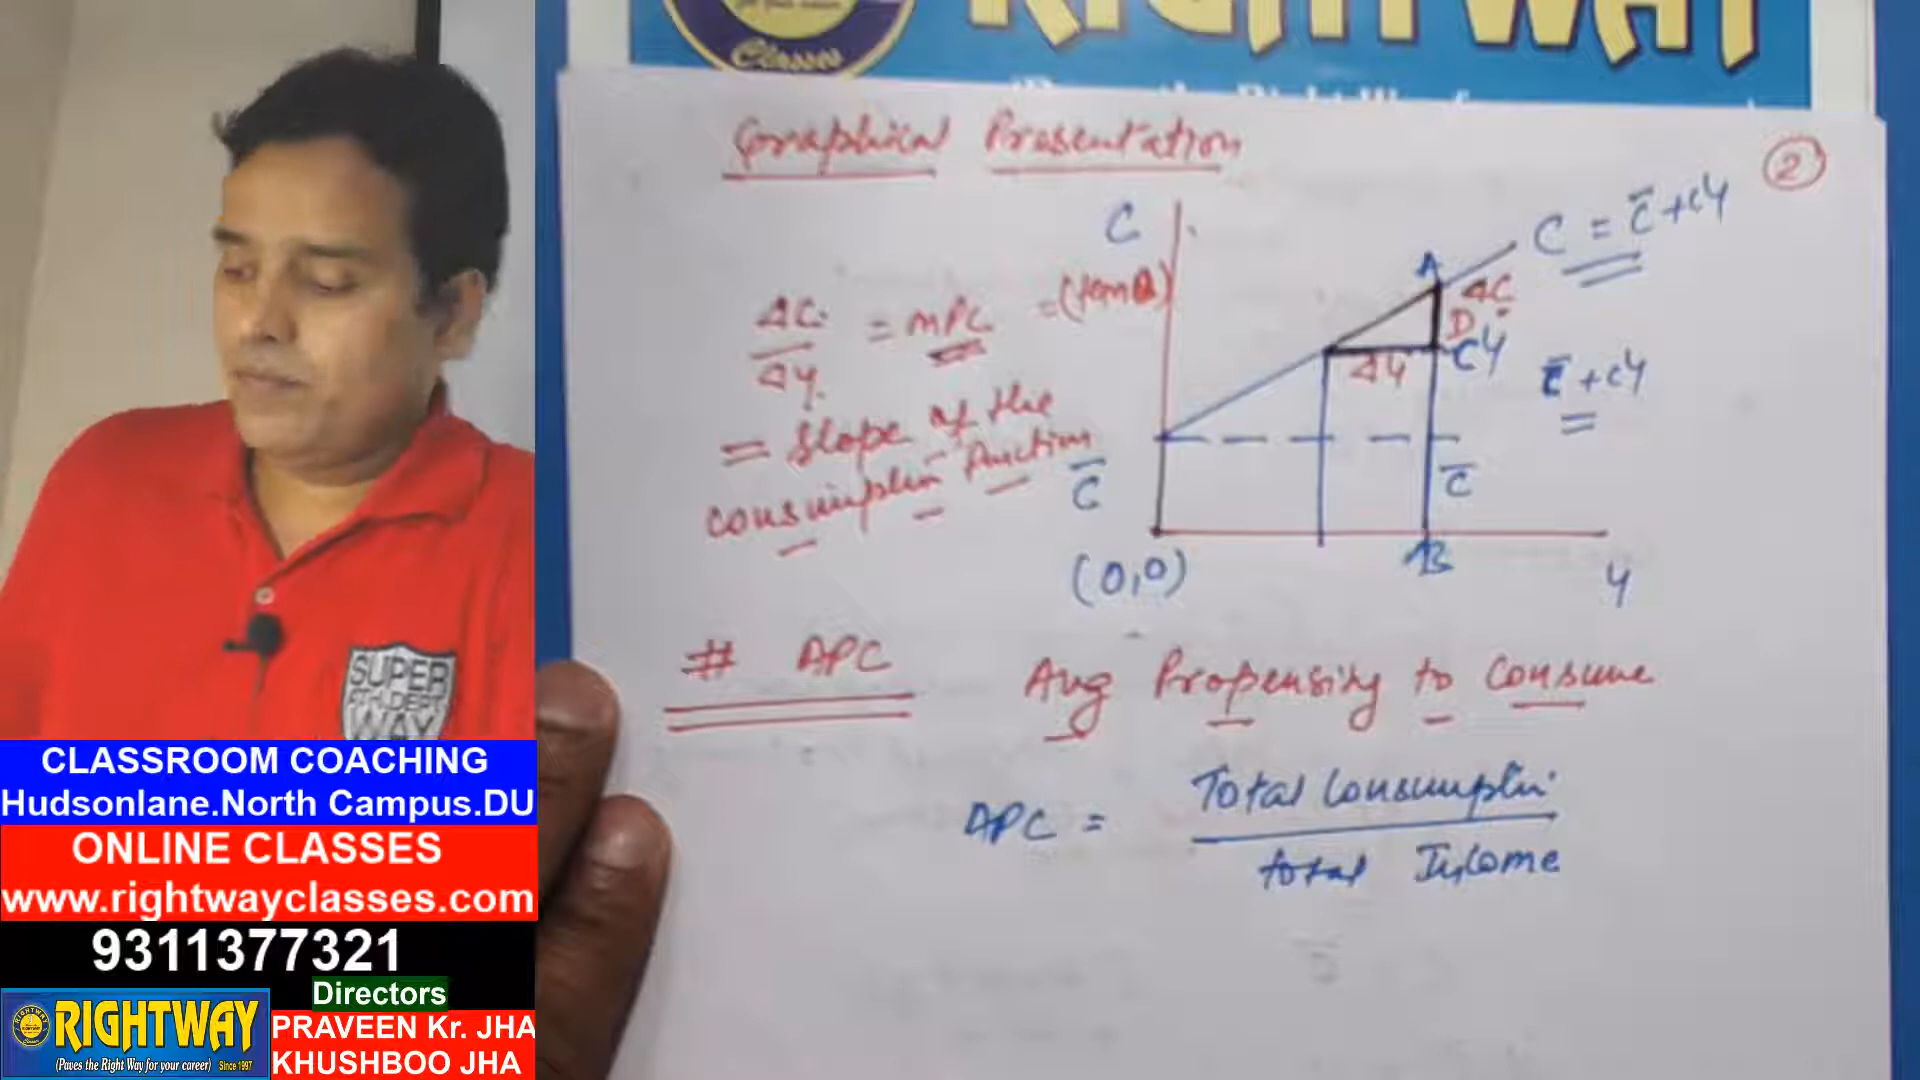 RIGHTWAY
Classes
Graphical Presentation
2
C
C = C̅ + cY
A
ΔC
ΔC/ΔY = MPC = (tanθ)
D
cY
ΔY
C̅ + cY
= Slope of the
consumptin function
C̅
C̅
(0,0)
B
Y
# APC Avg Propensity to Consume
APC = Total Consumptin
total Income
SUPER
WAY
CLASSROOM COACHING
Hudsonlane.North Campus.DU
ONLINE CLASSES
www.rightwayclasses.com
9311377321
Directors
RIGHTWAY
(Paves the Right Way for your career) Since 1997
PRAVEEN Kr. JHA
KHUSHBOO JHA